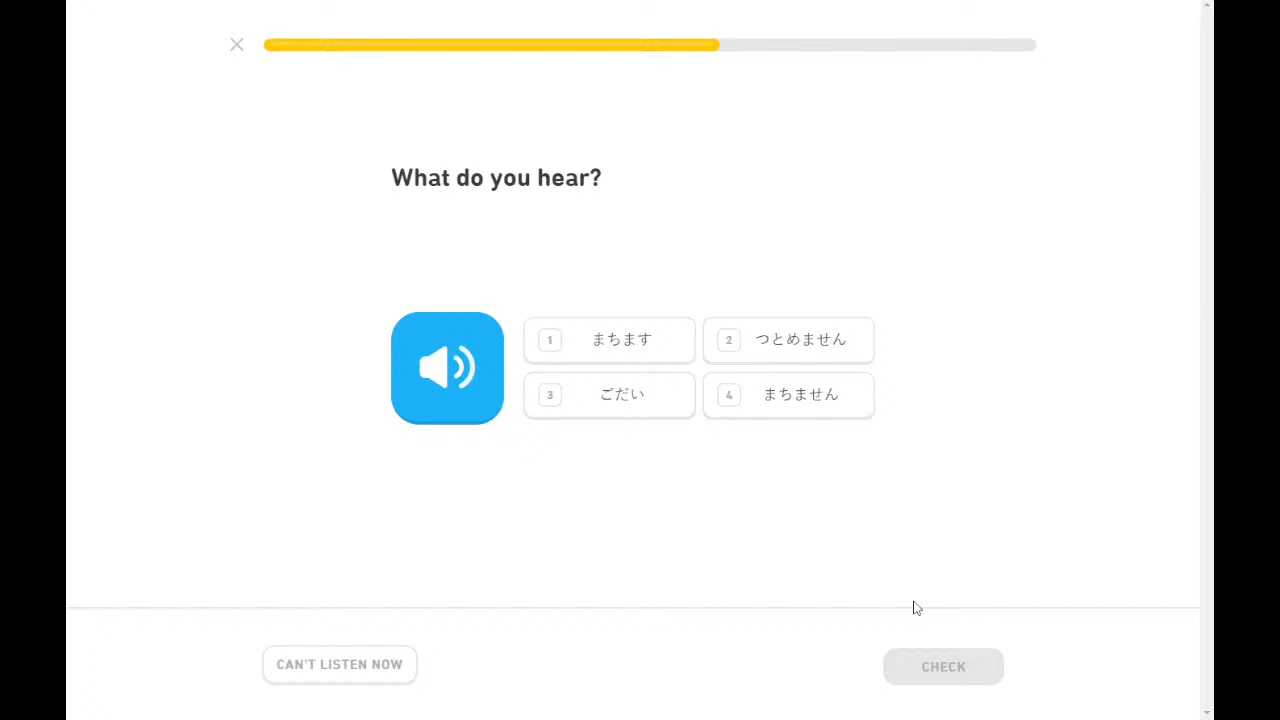 What do you hear?
1 まちます
2 つとめません
3 ごだい
4 まちません
CAN'T LISTEN NOW
CHECK